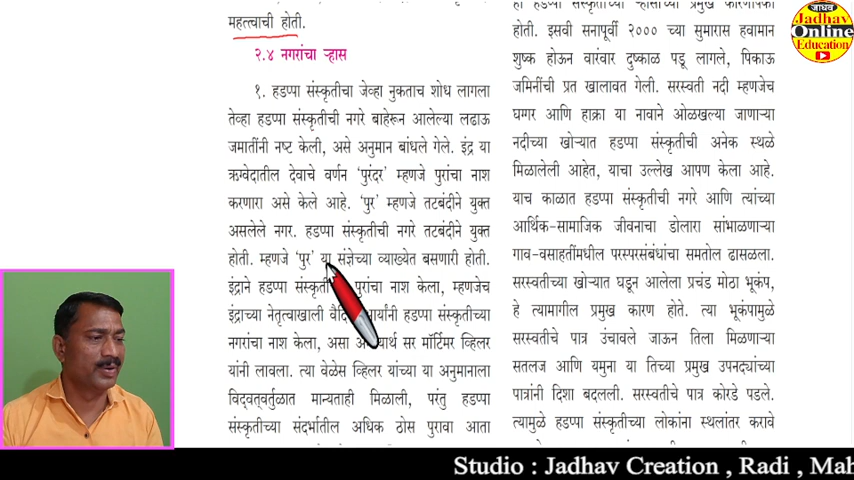 महत्त्वाची होती.
२.४ नगरांचा ऱ्हास
१. हडप्पा संस्कृतीचा जेव्हा नुकताच शोध लागला
तेव्हा हडप्पा संस्कृतीची नगरे बाहेरून आलेल्या लढाऊ
जमातींनी नष्ट केली, असे अनुमान बांधले गेले. इंद्र या
ऋग्वेदातील देवाचे वर्णन ‘पुरंदर’ म्हणजे पुरांचा नाश
करणारा असे केले आहे. ‘पुर’ म्हणजे तटबंदीने युक्त
असलेले नगर. हडप्पा संस्कृतीची नगरे तटबंदीने युक्त
होती. म्हणजे ‘पुर’ या संज्ञेच्या व्याख्येत बसणारी होती.
इंद्राने हडप्पा पुरांचा नाश केला, म्हणजेच
इंद्राच्या नेतृत्वाखाली हडप्पा संस्कृतीच्या
नगरांचा नाश केला, असा सर मॉर्टिमर व्हिलर
यांनी लावला. त्या वेळेस व्हिलर यांच्या या अनुमानाला
विद्वत्‌वर्तुळात मान्यताही मिळाली, परंतु हडप्पा
संस्कृतीच्या संदर्भातील अधिक ठोस पुरावा आता
ही हडप्पा संस्कृतीच्या ऱ्हासाच्या प्रमुख कारणांपैकी
होती. इसवी सनापूर्वी २००० च्या सुमारास हवामान
शुष्क होऊन वारंवार दुष्काळ पडू लागले, पिकाऊ
जमिनींची प्रत खालावत गेली. सरस्वती नदी म्हणजेच
घग्गर आणि हाक्रा या नावाने ओळखल्या जाणाऱ्या
नदीच्या खोऱ्यात हडप्पा संस्कृतीची अनेक स्थळे
मिळालेली आहेत, याचा उल्लेख आपण केला आहे.
याच काळात हडप्पा संस्कृतीची नगरे आणि त्यांच्या
आर्थिक-सामाजिक जीवनाचा डोलारा सांभाळणाऱ्या
गाव-वसाहतींमधील परस्परसंबंधांचा समतोल ढासळला.
सरस्वतीच्या खोऱ्यात घडून आलेला प्रचंड मोठा भूकंप,
हे त्यामागील प्रमुख कारण होते. त्या भूकंपामुळे
सरस्वतीचे पात्र उंचावले जाऊन तिला मिळणाऱ्या
सतलज आणि यमुना या तिच्या प्रमुख उपनद्यांच्या
पात्रांनी दिशा बदलली. सरस्वतीचे पात्र कोरडे पडले.
त्यामुळे हडप्पा संस्कृतीच्या लोकांना स्थलांतर करावे
जाधव
Jadhav
Online
Education
Studio : Jadhav Creation , Radi , Mah